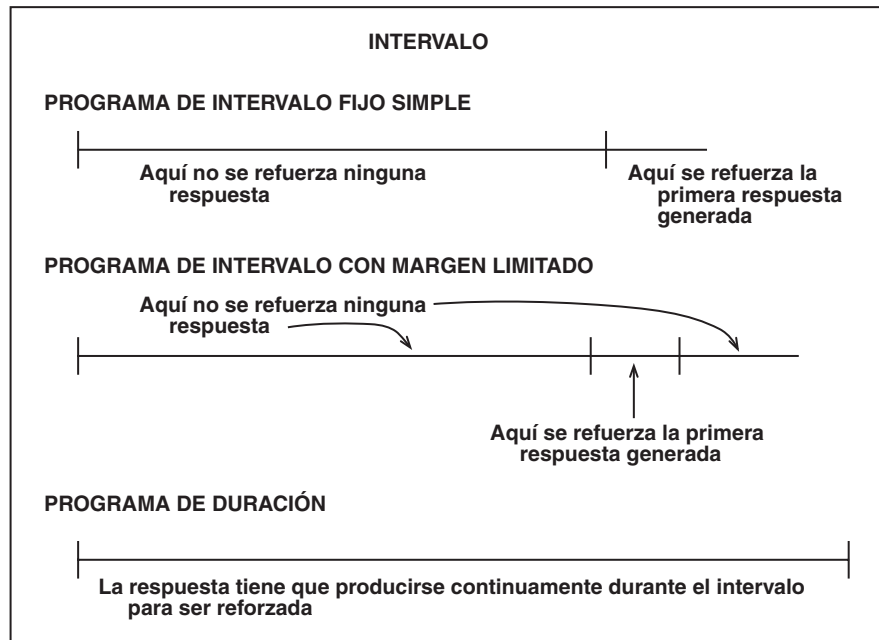 INTERVALO
PROGRAMA DE INTERVALO FIJO SIMPLE
Aquí no se refuerza ninguna
respuesta
Aquí se refuerza la
primera respuesta
generada
PROGRAMA DE INTERVALO CON MARGEN LIMITADO
Aquí no se refuerza ninguna
respuesta
Aquí se refuerza la primera
respuesta generada
PROGRAMA DE DURACIÓN
La respuesta tiene que producirse continuamente durante el intervalo
para ser reforzada